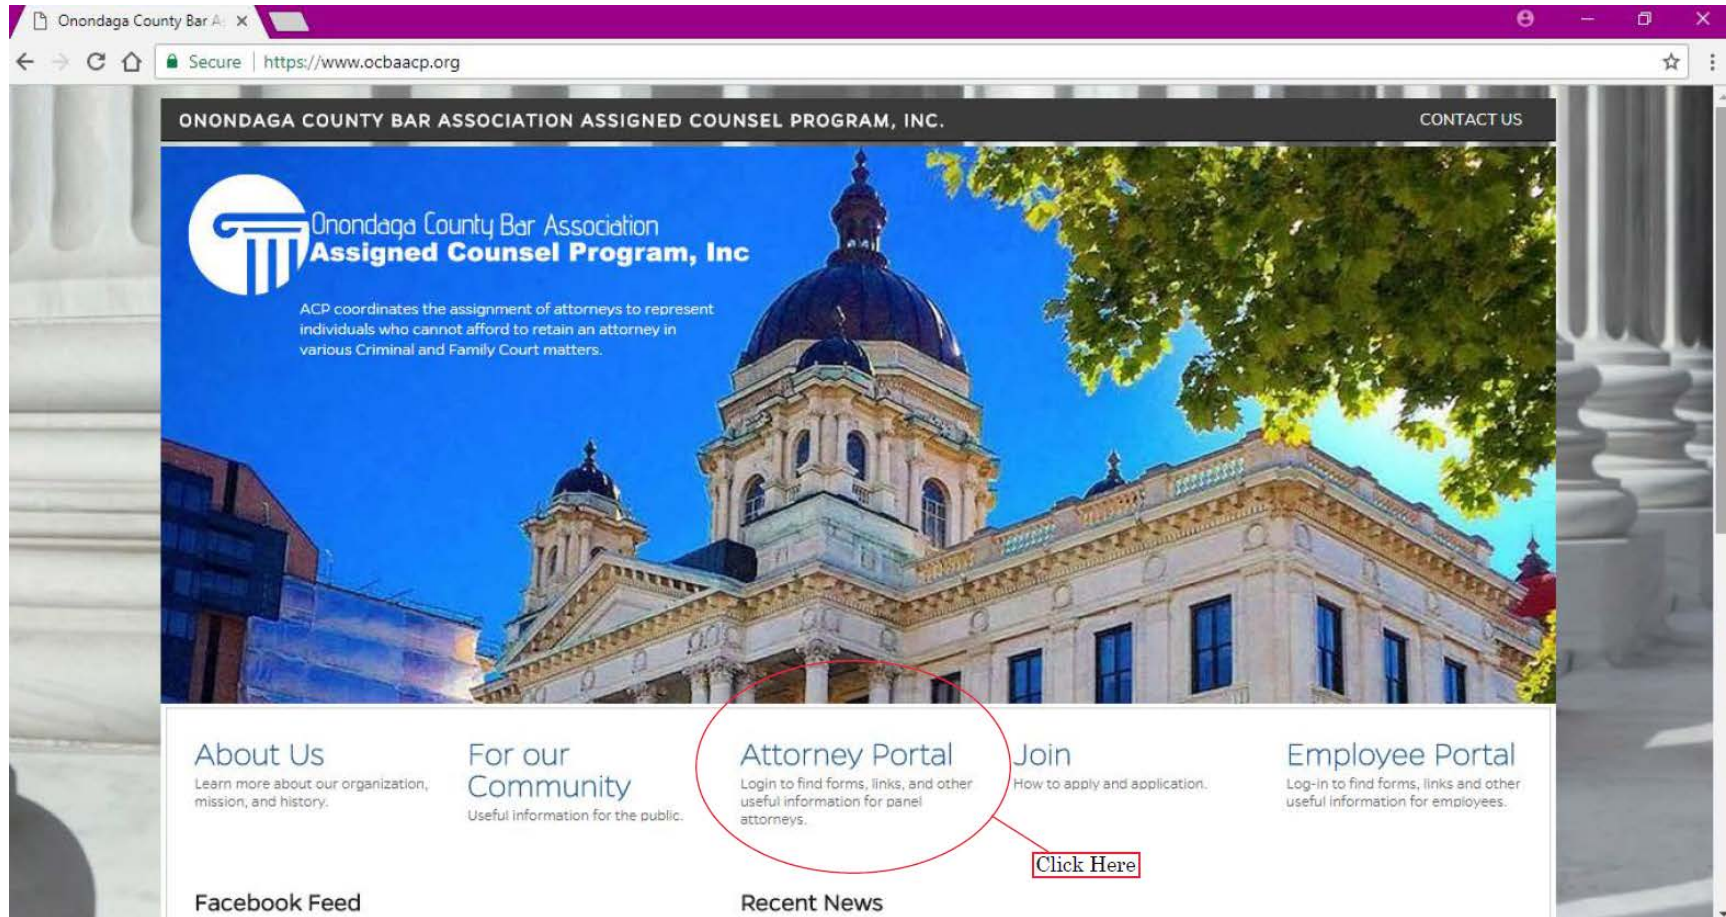 Onondaga County Bar A
Secure | https://www.ocbaacp.org
ONONDAGA COUNTY BAR ASSOCIATION ASSIGNED COUNSEL PROGRAM, INC.
CONTACT US
Onondaga County Bar Association
Assigned Counsel Program, Inc
ACP coordinates the assignment of attorneys to represent
individuals who cannot afford to retain an attorney in
various Criminal and Family Court matters.
About Us
Learn more about our organization,
mission, and history.
For our
Community
Useful information for the public.
Attorney Portal
Login to find forms, links, and other
useful information for panel
attorneys.
Join
How to apply and application.
Employee Portal
Log-in to find forms, links and other
useful information for employees.
Click Here
Facebook Feed
Recent News